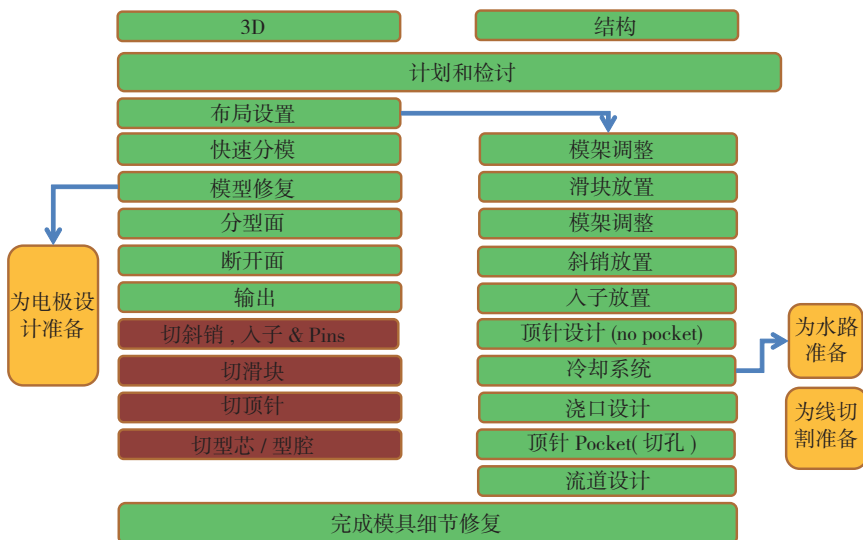 3D
结构
计划和检讨
布局设置
快速分模
模架调整
模型修复
滑块放置
分型面
模架调整
断开面
斜销放置
为电极设
计准备
输出
入子放置
切斜销 , 入子 & Pins
顶针设计 (no pocket)
为水路
准备
切滑块
冷却系统
切顶针
浇口设计
为线切
割准备
切型芯 / 型腔
顶针 Pocket( 切孔 )
流道设计
完成模具细节修复